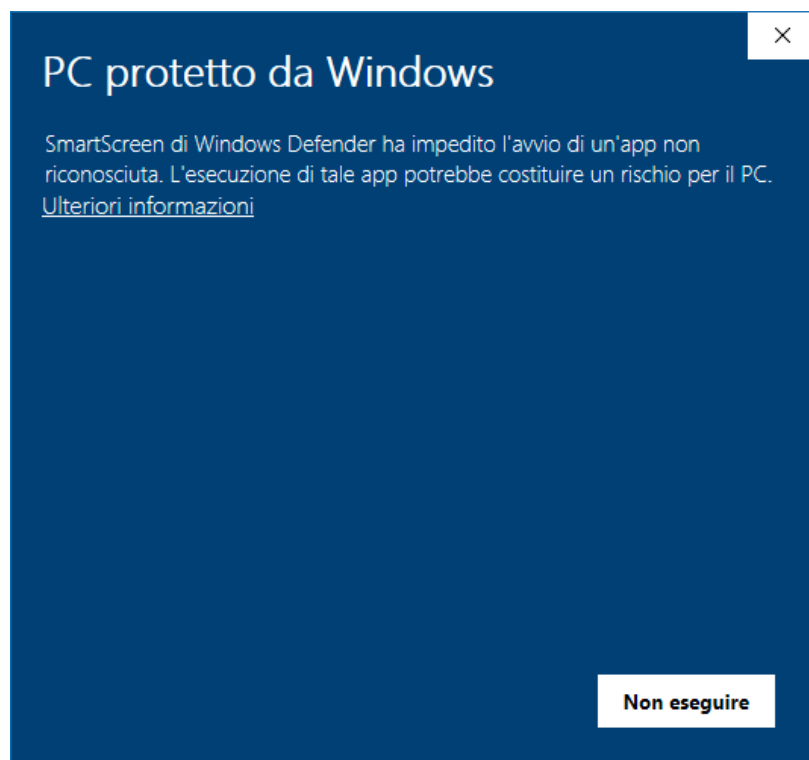 PC protetto da Windows
SmartScreen di Windows Defender ha impedito l'avvio di un'app non
riconosciuta. L'esecuzione di tale app potrebbe costituire un rischio per il PC.
Ulteriori informazioni
Non eseguire